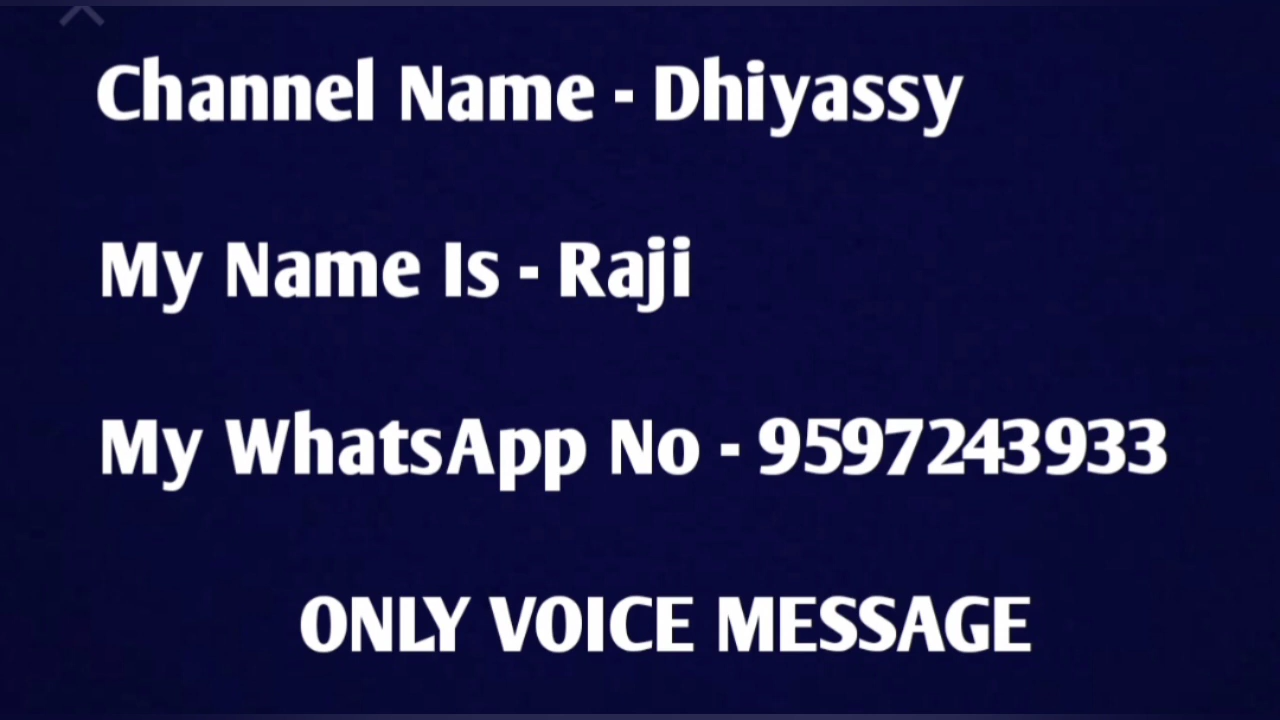 Channel Name - Dhiyassy
My Name Is - Raji
My WhatsApp No - 9597243933
ONLY VOICE MESSAGE